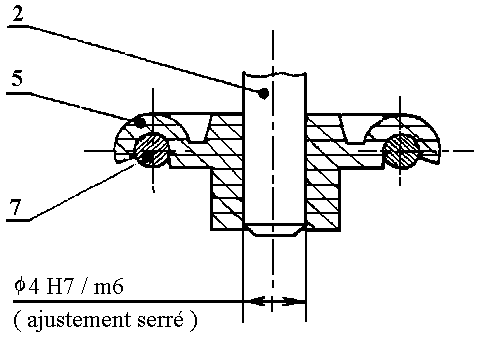 2
5
7
ϕ4 H7 / m6
( ajustement serré )